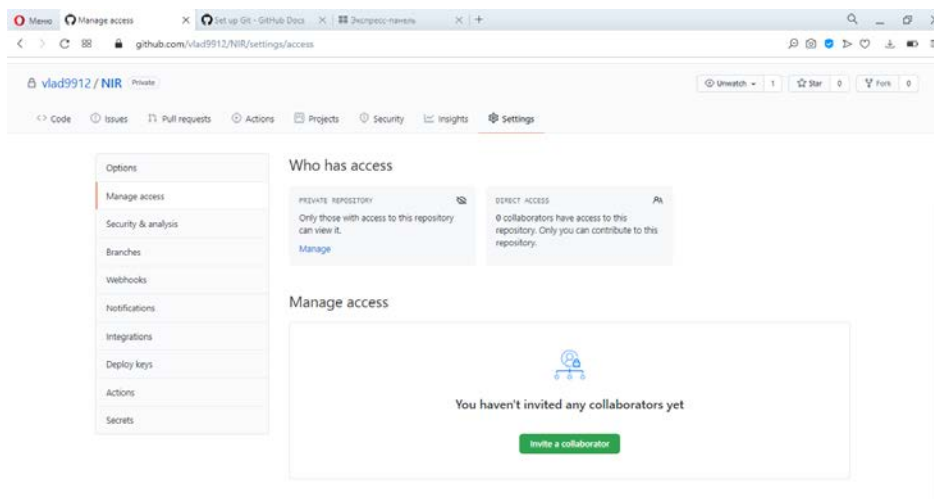 Меню
Manage access
Set up Git - GitHub Docs
Экспресс-панель
github.com/vlad9912/NIR/settings/access
vlad9912 / NIR Private
Unwatch 1 Star 0 Fork 0
Code Issues Pull requests Actions Projects Security Insights Settings
Options
Manage access
Security & analysis
Branches
Webhooks
Notifications
Integrations
Deploy keys
Actions
Secrets
Who has access
PRIVATE REPOSITORY
Only those with access to this repository
can view it.
Manage
DIRECT ACCESS
0 collaborators have access to this
repository. Only you can contribute to this
repository.
Manage access
You haven't invited any collaborators yet
Invite a collaborator